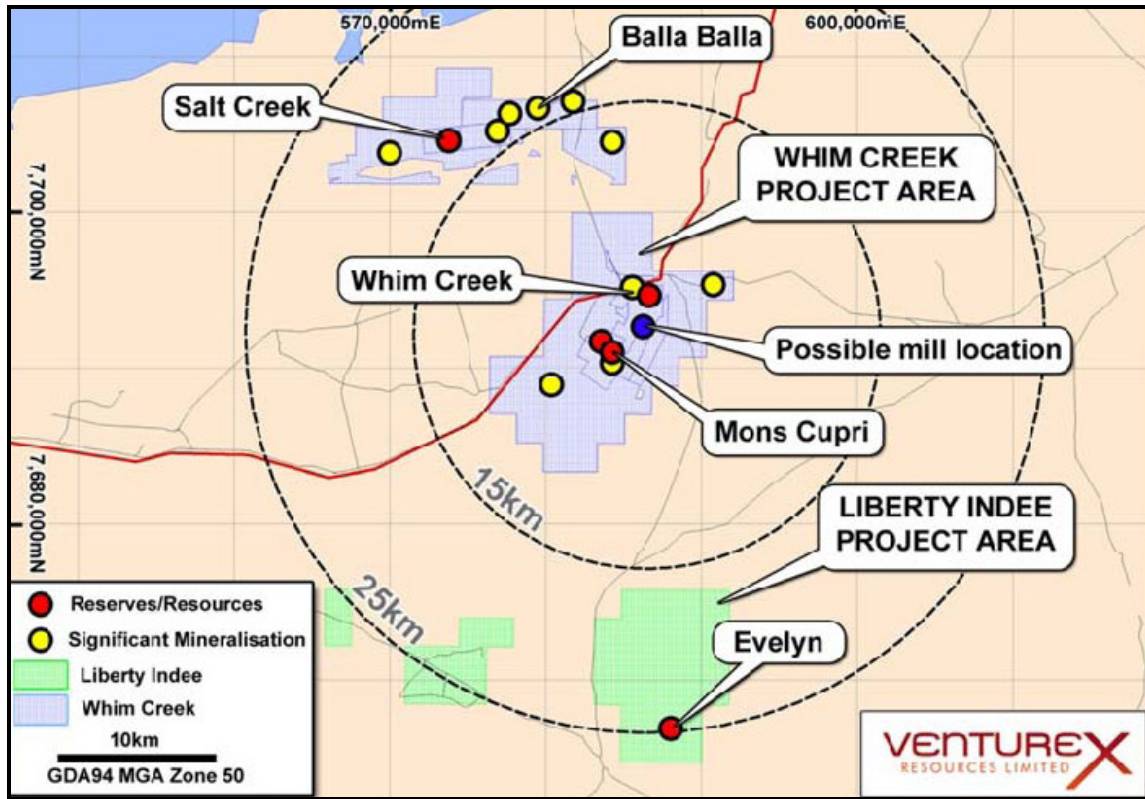 570,000mE
600,000mE
Balla Balla
Salt Creek
WHIM CREEK
PROJECT AREA
7,700,000mN
Whim Creek
Possible mill location
Mons Cupri
15km
7,680,000mN
LIBERTY INDEE
PROJECT AREA
25km
Evelyn
Reserves/Resources
Significant Mineralisation
Liberty Indee
Whim Creek
10km
GDA94 MGA Zone 50
VENTUREX
RESOURCES LIMITED